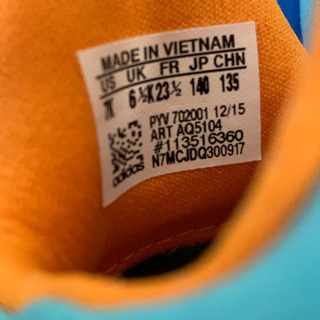 MADE IN VIETNAM
US UK FR JP CHN
7K 6½K 23½ 140 135
PYV 702001 12/15
ART AQ5104
#113516360
N7MCJDQ300917
adidas